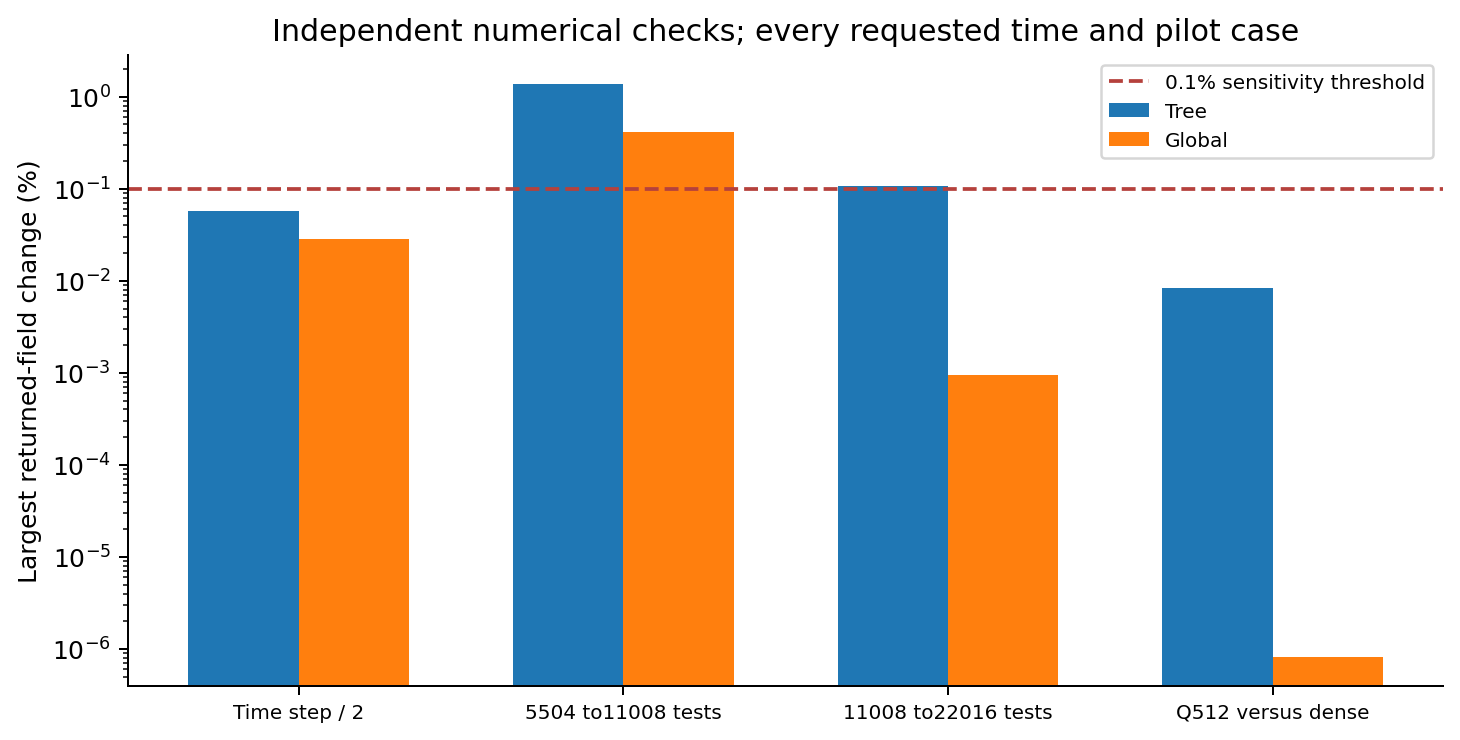 Independent numerical checks; every requested time and pilot case
0.1% sensitivity threshold
Tree
Global
Largest returned-field change (%)
10⁰
10⁻¹
10⁻²
10⁻³
10⁻⁴
10⁻⁵
10⁻⁶
Time step / 2
5504 to11008 tests
11008 to22016 tests
Q512 versus dense